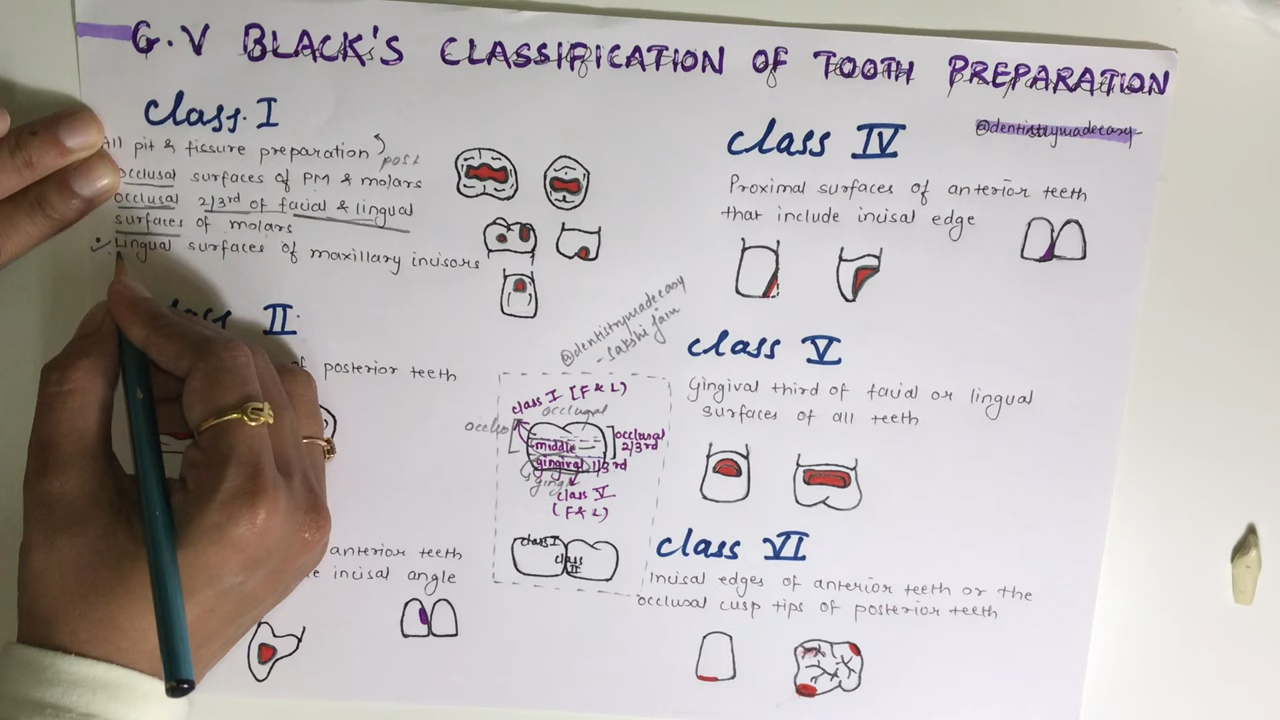 G.V BLACK'S CLASSIFICATION OF TOOTH PREPARATION
@dentistrymadeeasy
Class. I
All pit & fissure preparation
post
occlusal surfaces of PM & molars
occlusal 2/3rd of facial & lingual
surfaces of molars
Lingual surfaces of maxillary incisors
Class II
of posterior teeth
anterior teeth
incisal angle
@dentistrymadeeasy
- sakshi jain
class I [F & L)
occlusal
occlusal
2/3rd
middle
gingival 1/3rd
class V
(F & L)
class I
class
II
Class IV
Proximal surfaces of anterior teeth
that include incisal edge
Class V
Gingival third of facial or lingual
surfaces of all teeth
Class VI
Incisal edges of anterior teeth or the
occlusal cusp tips of posterior teeth